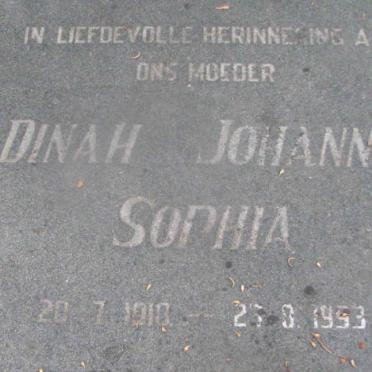 IN LIEFDEVOLLE HERINNERING A
ONS MOEDER
DINAH JOHANN
SOPHIA
20.7.1910 --